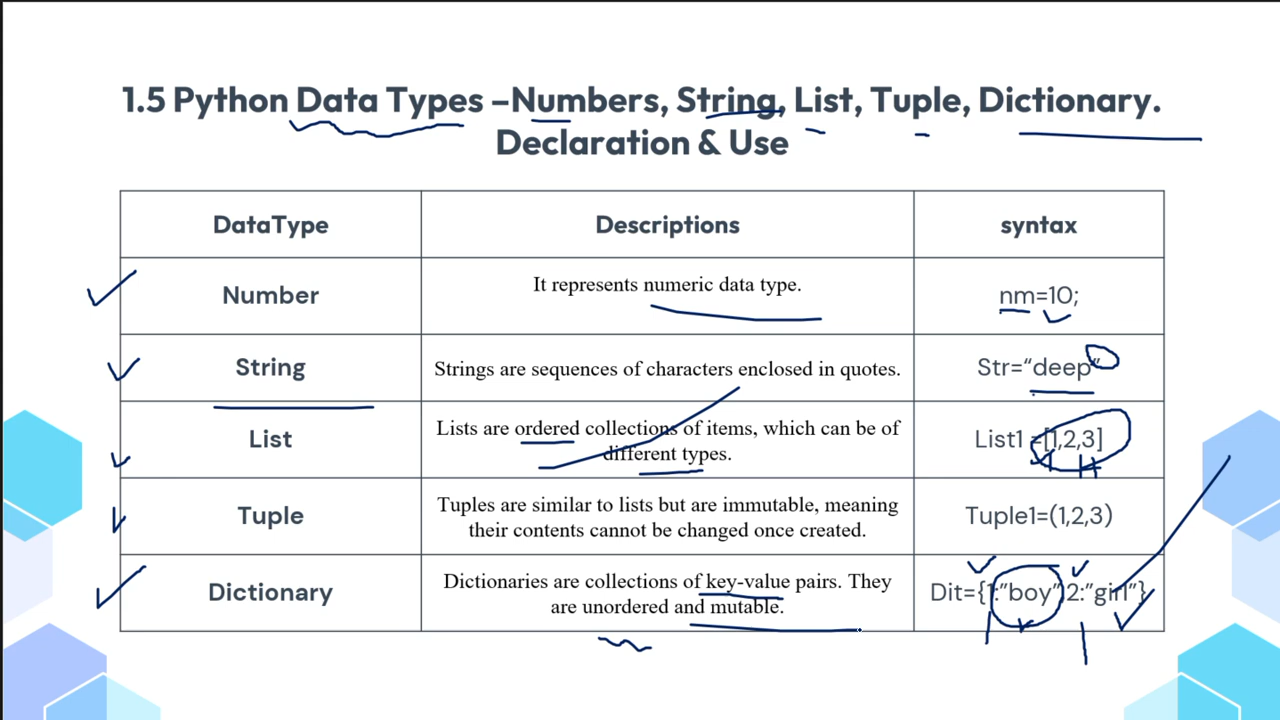 1.5 Python Data Types –Numbers, String, List, Tuple, Dictionary.
Declaration & Use
DataType Descriptions syntax
Number It represents numeric data type. nm=10;
String Strings are sequences of characters enclosed in quotes. Str=“deep”
List Lists are ordered collections of items, which can be of different types. List1 =[1,2,3]
Tuple Tuples are similar to lists but are immutable, meaning their contents cannot be changed once created. Tuple1=(1,2,3)
Dictionary Dictionaries are collections of key-value pairs. They are unordered and mutable. Dit={1:”boy”2:”girl”}